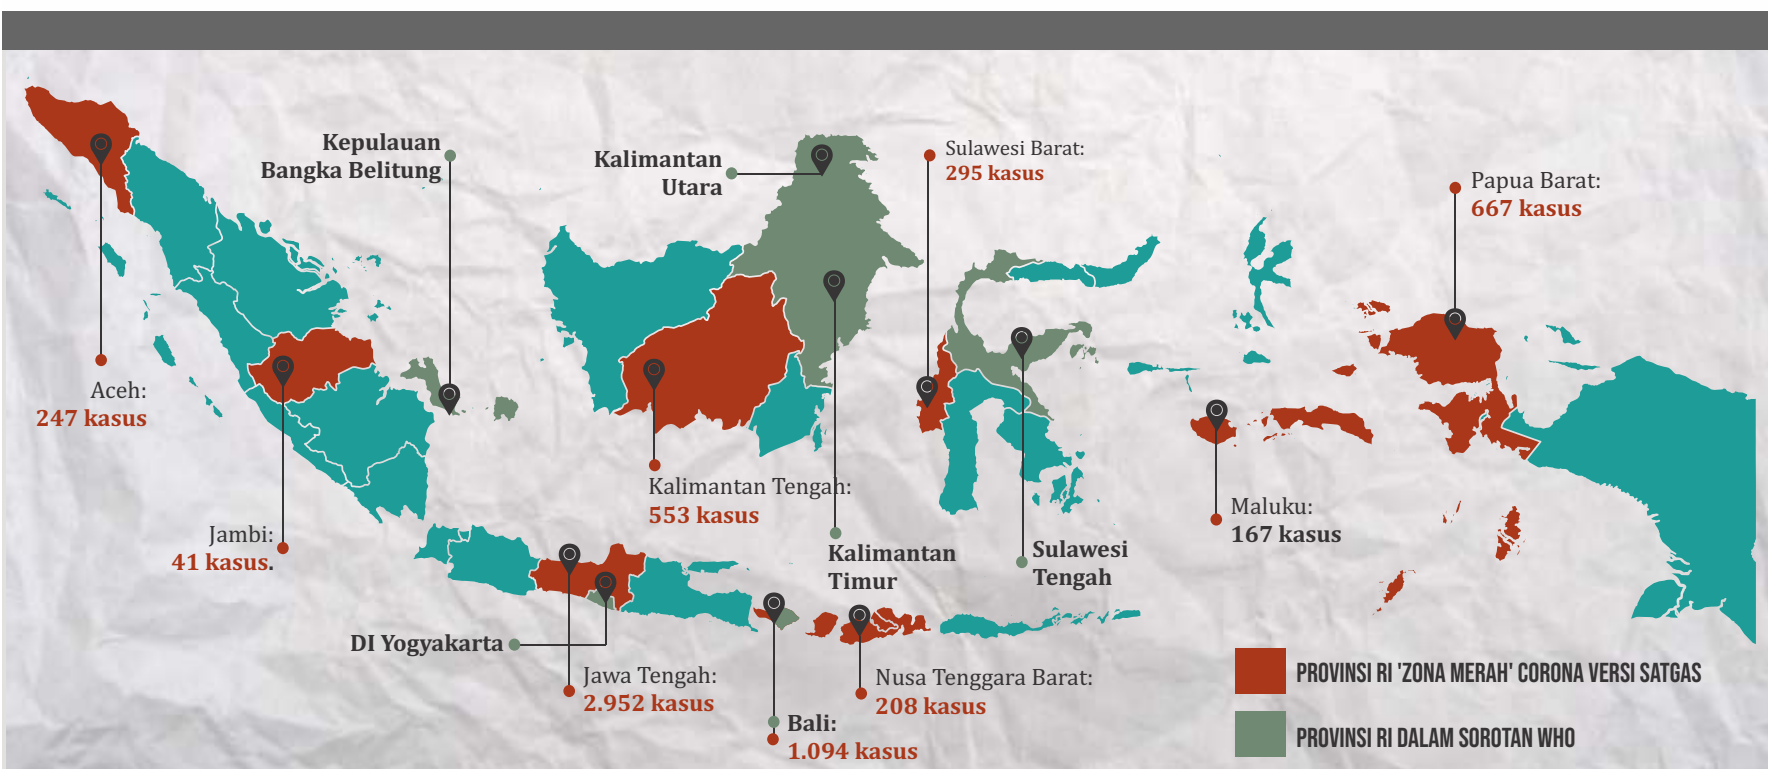 Kepulauan
Bangka Belitung
Kalimantan
Utara
Sulawesi Barat:
295 kasus
Papua Barat:
667 kasus
Aceh:
247 kasus
Kalimantan Tengah:
553 kasus
Maluku:
167 kasus
Jambi:
41 kasus.
Kalimantan
Timur
Sulawesi
Tengah
DI Yogyakarta
Jawa Tengah:
2.952 kasus
Nusa Tenggara Barat:
208 kasus
Bali:
1.094 kasus
PROVINSI RI 'ZONA MERAH' CORONA VERSI SATGAS
PROVINSI RI DALAM SOROTAN WHO